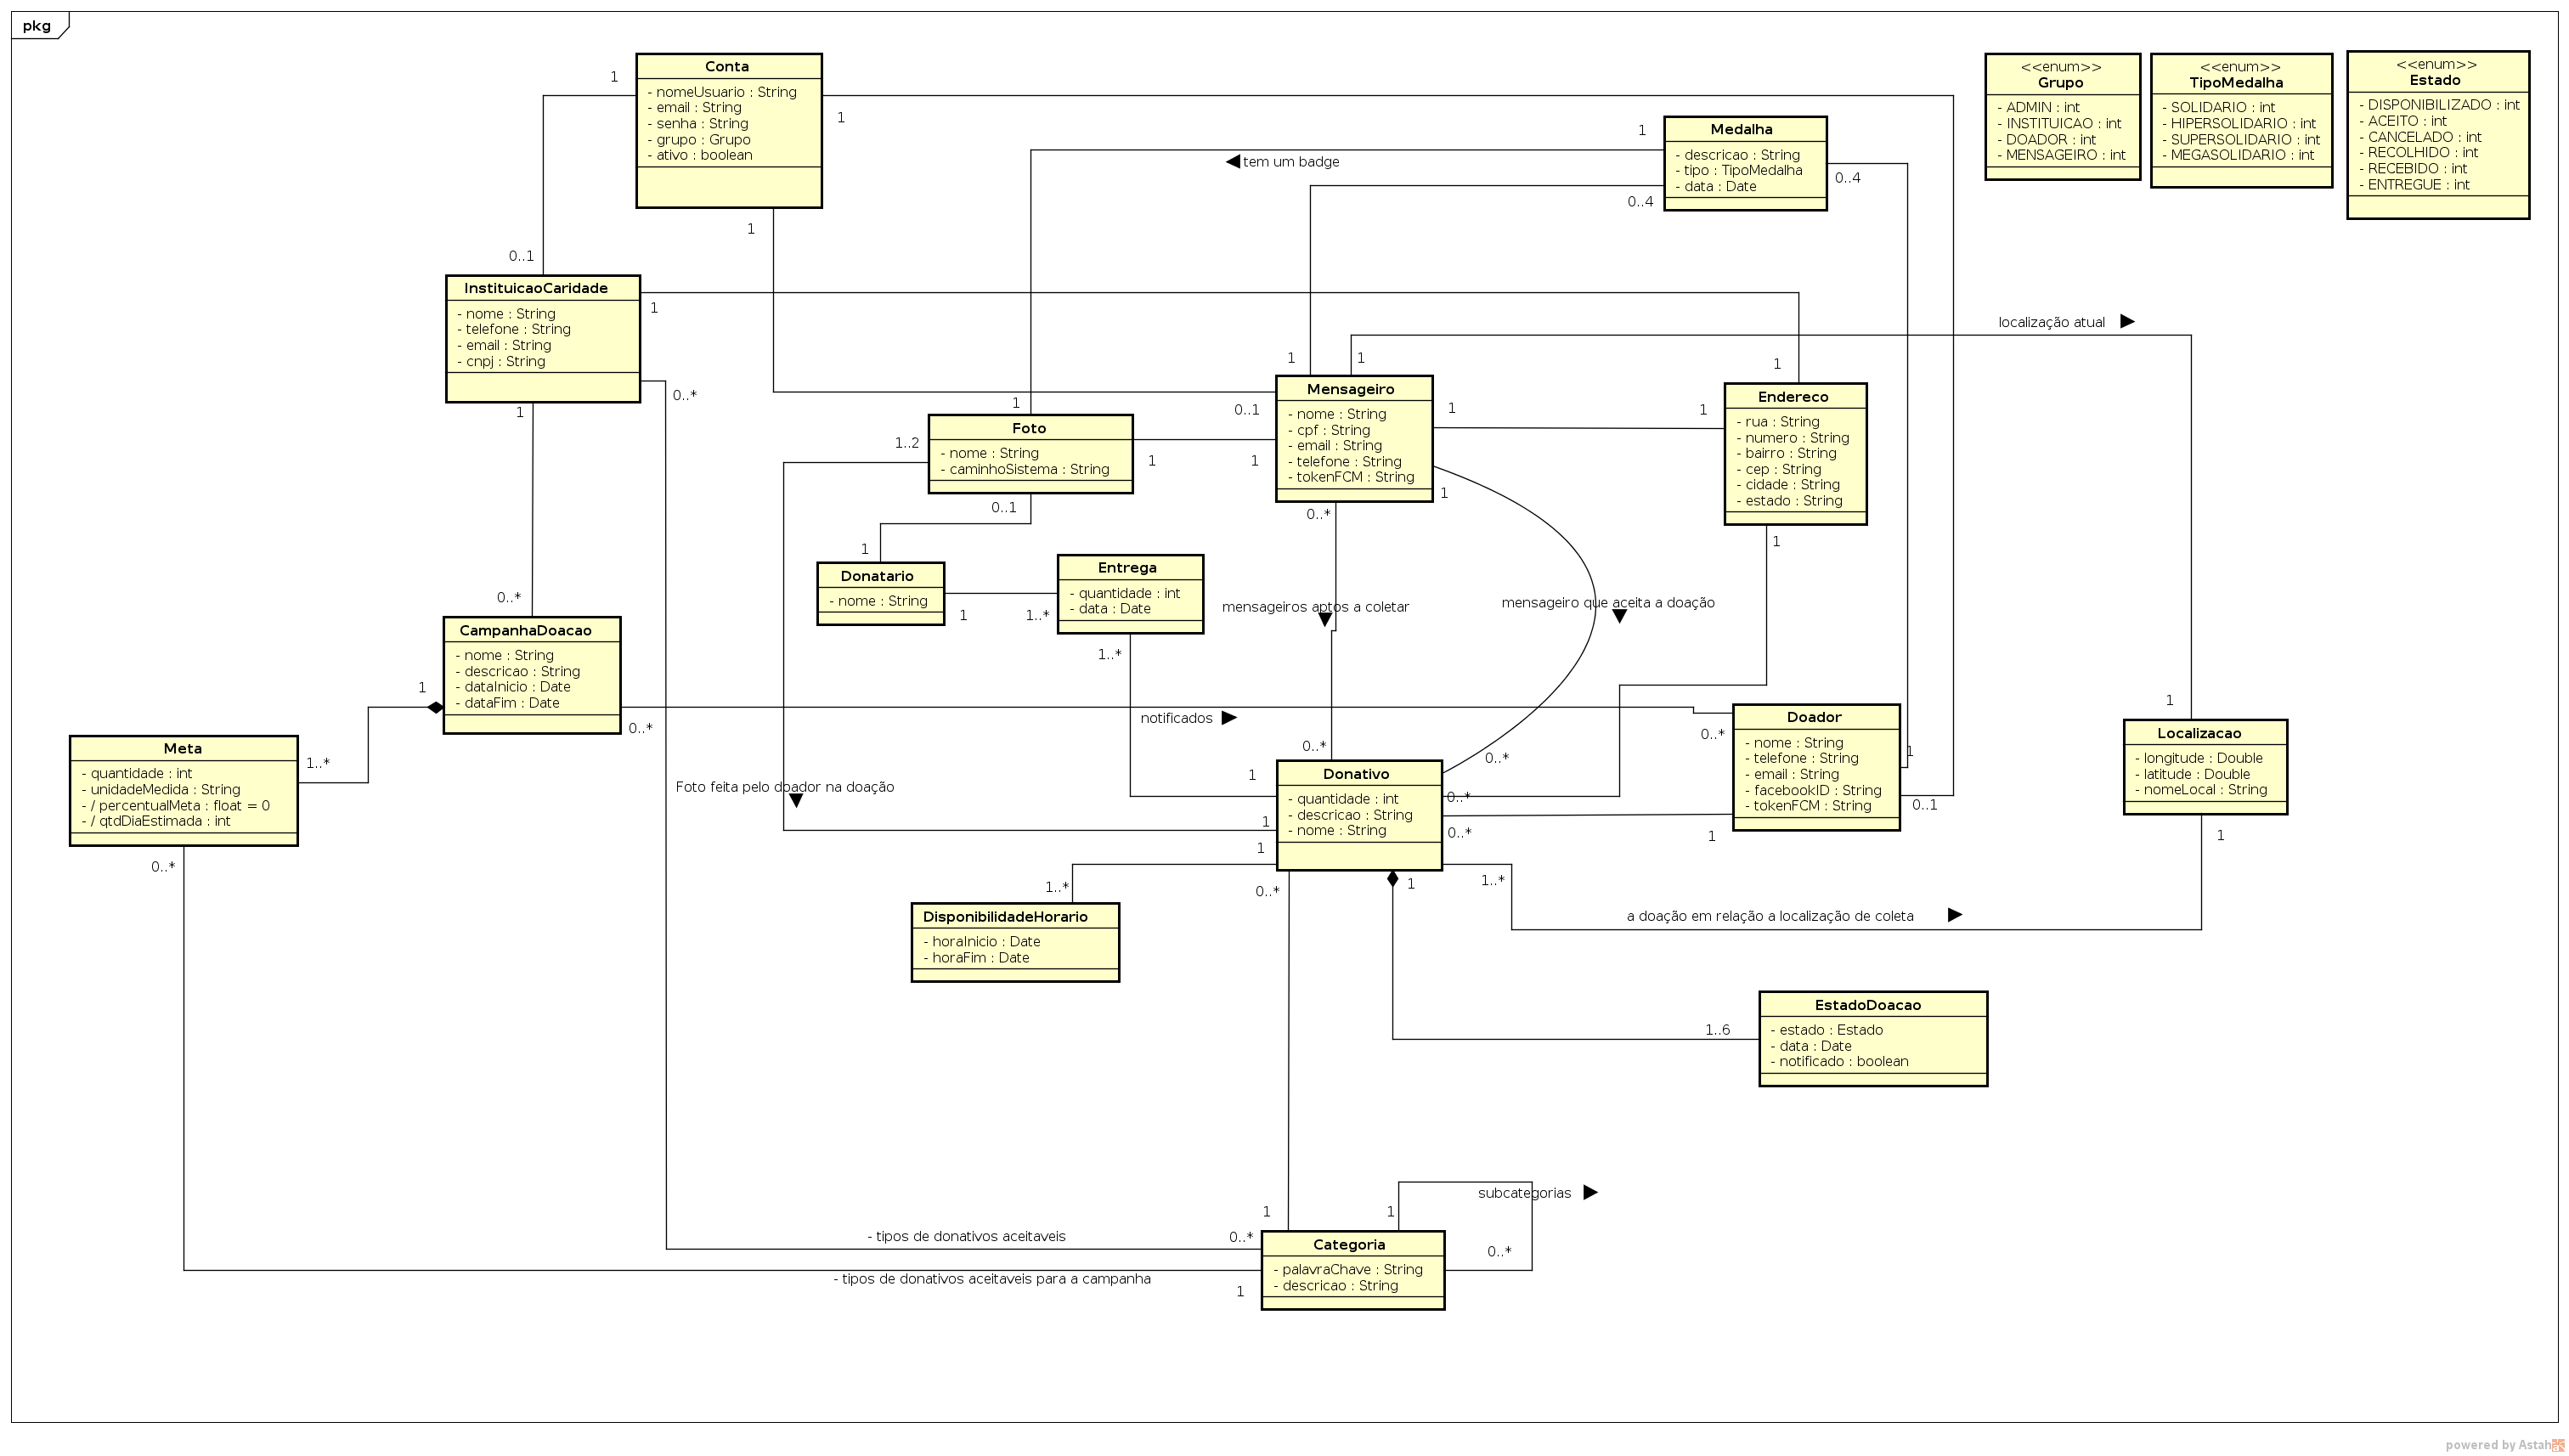 pkg
Conta
- nomeUsuario : String
- email : String
- senha : String
- grupo : Grupo
- ativo : boolean
1
1
1
<<enum>>
Grupo
- ADMIN : int
- INSTITUICAO : int
- DOADOR : int
- MENSAGEIRO : int
<<enum>>
TipoMedalha
- SOLIDARIO : int
- HIPERSOLIDARIO : int
- SUPERSOLIDARIO : int
- MEGASOLIDARIO : int
<<enum>>
Estado
- DISPONIBILIZADO : int
- ACEITO : int
- CANCELADO : int
- RECOLHIDO : int
- RECEBIDO : int
- ENTREGUE : int
Medalha
- descricao : String
- tipo : TipoMedalha
- data : Date
1
0..4
0..4
tem um badge
0..1
InstituicaoCaridade
- nome : String
- telefone : String
- email : String
- cnpj : String
1
0..*
1
localização atual
1
1
1
Mensageiro
- nome : String
- cpf : String
- email : String
- telefone : String
- tokenFCM : String
0..1
1
1
1
0..*
Endereco
- rua : String
- numero : String
- bairro : String
- cep : String
- cidade : String
- estado : String
1
1
1
Foto
- nome : String
- caminhoSistema : String
1..2
1
0..1
1
Donatario
- nome : String
1
Entrega
- quantidade : int
- data : Date
1..*
1..*
mensageiros aptos a coletar
mensageiro que aceita a doação
0..*
CampanhaDoacao
- nome : String
- descricao : String
- dataInicio : Date
- dataFim : Date
1
0..*
notificados
0..*
Doador
- nome : String
- telefone : String
- email : String
- facebookID : String
- tokenFCM : String
1
0..1
1
1
Localizacao
- longitude : Double
- latitude : Double
- nomeLocal : String
1
Meta
- quantidade : int
- unidadeMedida : String
- / percentualMeta : float = 0
- / qtdDiaEstimada : int
1..*
0..*
Foto feita pelo doador na doação
0..*
0..*
Donativo
- quantidade : int
- descricao : String
- nome : String
1
1
1
0..*
0..*
0..*
1
1..*
a doação em relação a localização de coleta
1..*
DisponibilidadeHorario
- horaInicio : Date
- horaFim : Date
EstadoDoacao
- estado : Estado
- data : Date
- notificado : boolean
1..6
subcategorias
1
1
0..*
0..*
- tipos de donativos aceitaveis
Categoria
- palavraChave : String
- descricao : String
- tipos de donativos aceitaveis para a campanha
1
powered by Astah